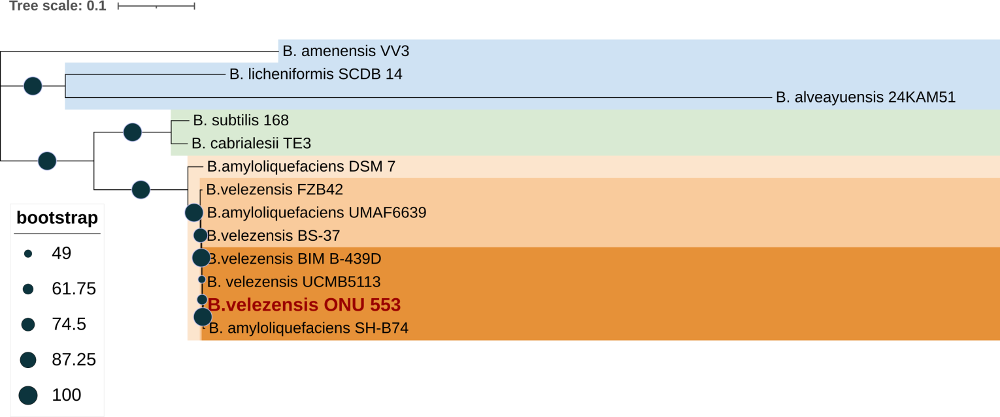 Tree scale: 0.1
B. amenensis VV3
B. licheniformis SCDB 14
B. alveayuensis 24KAM51
B. subtilis 168
B. cabrialesii TE3
B.amyloliquefaciens DSM 7
B.velezensis FZB42
B.amyloliquefaciens UMAF6639
B.velezensis BS-37
B.velezensis BIM B-439D
B. velezensis UCMB5113
B.velezensis ONU 553
B. amyloliquefaciens SH-B74
bootstrap
49
61.75
74.5
87.25
100